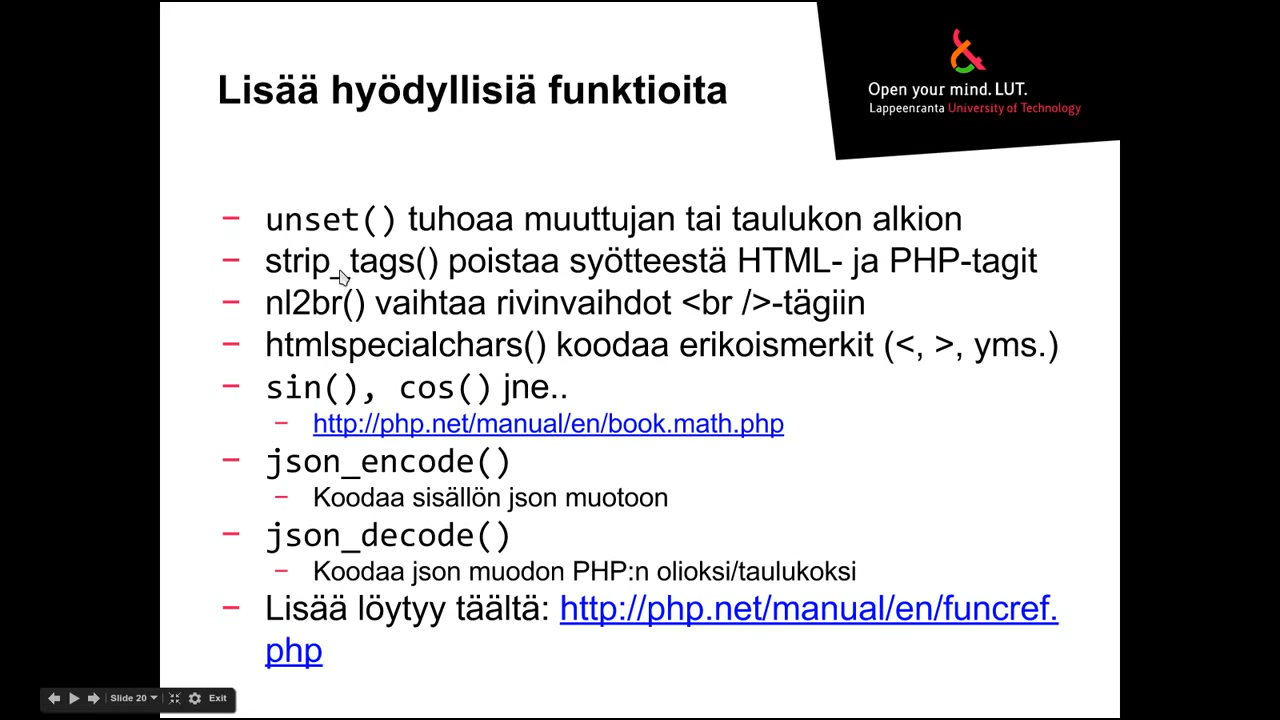 Lisää hyödyllisiä funktioita
Open your mind. LUT.
Lappeenranta University of Technology
– unset() tuhoaa muuttujan tai taulukon alkion
– strip_tags() poistaa syötteestä HTML- ja PHP-tagit
– nl2br() vaihtaa rivinvaihdot <br />-tägiin
– htmlspecialchars() koodaa erikoismerkit (<, >, yms.)
– sin(), cos() jne..
– http://php.net/manual/en/book.math.php
– json_encode()
– Koodaa sisällön json muotoon
– json_decode()
– Koodaa json muodon PHP:n olioksi/taulukoksi
– Lisää löytyy täältä: http://php.net/manual/en/funcref.
php
Slide 20 Exit